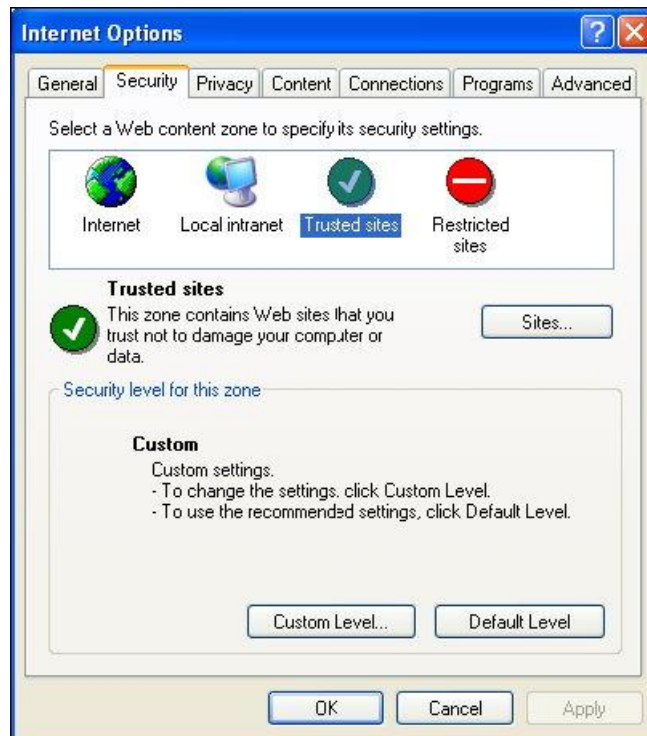 Internet Options
General Security Privacy Content Connections Programs Advanced
Select a Web content zone to specify its security settings.
Internet Local intranet Trusted sites Restricted sites
Trusted sites
This zone contains Web sites that you
trust not to damage your computer or
data.
Sites...
Security level for this zone
Custom
Custom settings.
- To change the settings, click Custom Level.
- To use the recommended settings, click Default Level.
Custom Level... Default Level
OK Cancel Apply